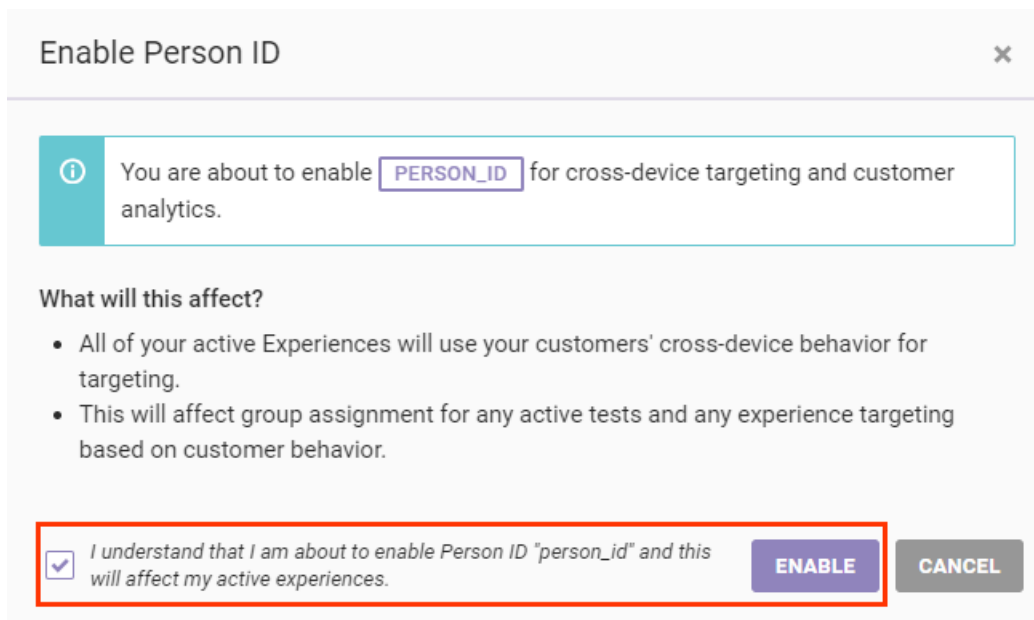 Enable Person ID
You are about to enable PERSON_ID for cross-device targeting and customer
analytics.
What will this affect?
• All of your active Experiences will use your customers' cross-device behavior for
targeting.
• This will affect group assignment for any active tests and any experience targeting
based on customer behavior.
I understand that I am about to enable Person ID "person_id" and this
will affect my active experiences.
ENABLE
CANCEL